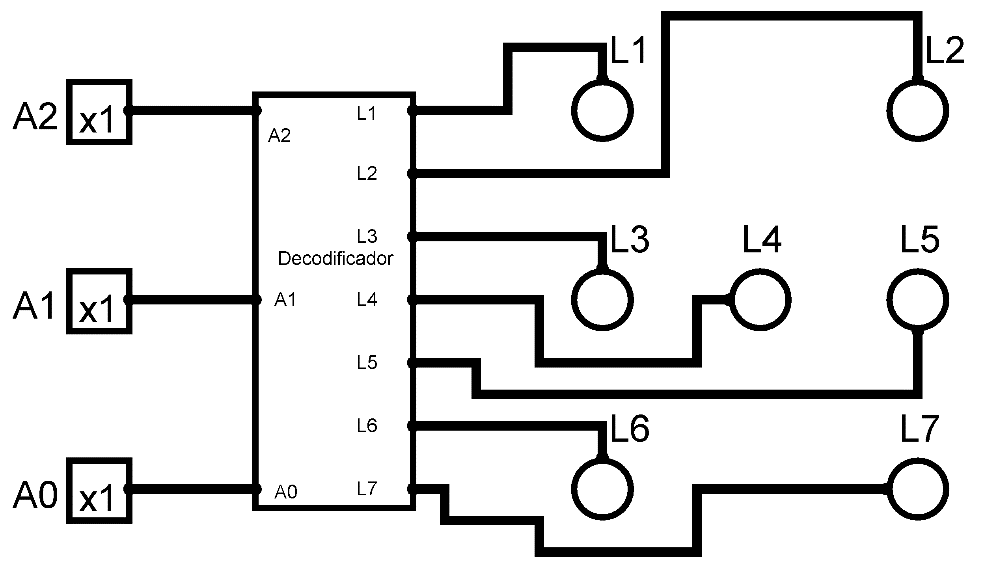 L1
L2
A2
x1
L1
A2
L2
L3
L3
L4
L5
Decodificador
A1
x1
A1
L4
L5
L6
L6
L7
A0
x1
A0
L7